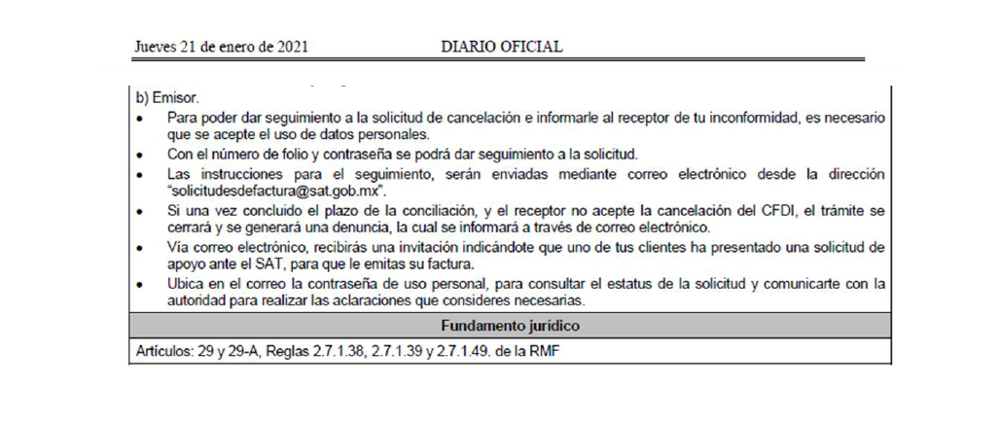 Jueves 21 de enero de 2021 DIARIO OFICIAL
b) Emisor.
• Para poder dar seguimiento a la solicitud de cancelación e informarle al receptor de tu inconformidad, es necesario
que se acepte el uso de datos personales.
• Con el número de folio y contraseña se podrá dar seguimiento a la solicitud.
• Las instrucciones para el seguimiento, serán enviadas mediante correo electrónico desde la dirección
“solicitudesdefactura@sat.gob.mx”.
• Si una vez concluido el plazo de la conciliación, y el receptor no acepte la cancelación del CFDI, el trámite se
cerrará y se generará una denuncia, la cual se informará a través de correo electrónico.
• Vía correo electrónico, recibirás una invitación indicándote que uno de tus clientes ha presentado una solicitud de
apoyo ante el SAT, para que le emitas su factura.
• Ubica en el correo la contraseña de uso personal, para consultar el estatus de la solicitud y comunicarte con la
autoridad para realizar las aclaraciones que consideres necesarias.
Fundamento jurídico
Artículos: 29 y 29-A, Reglas 2.7.1.38, 2.7.1.39 y 2.7.1.49. de la RMF